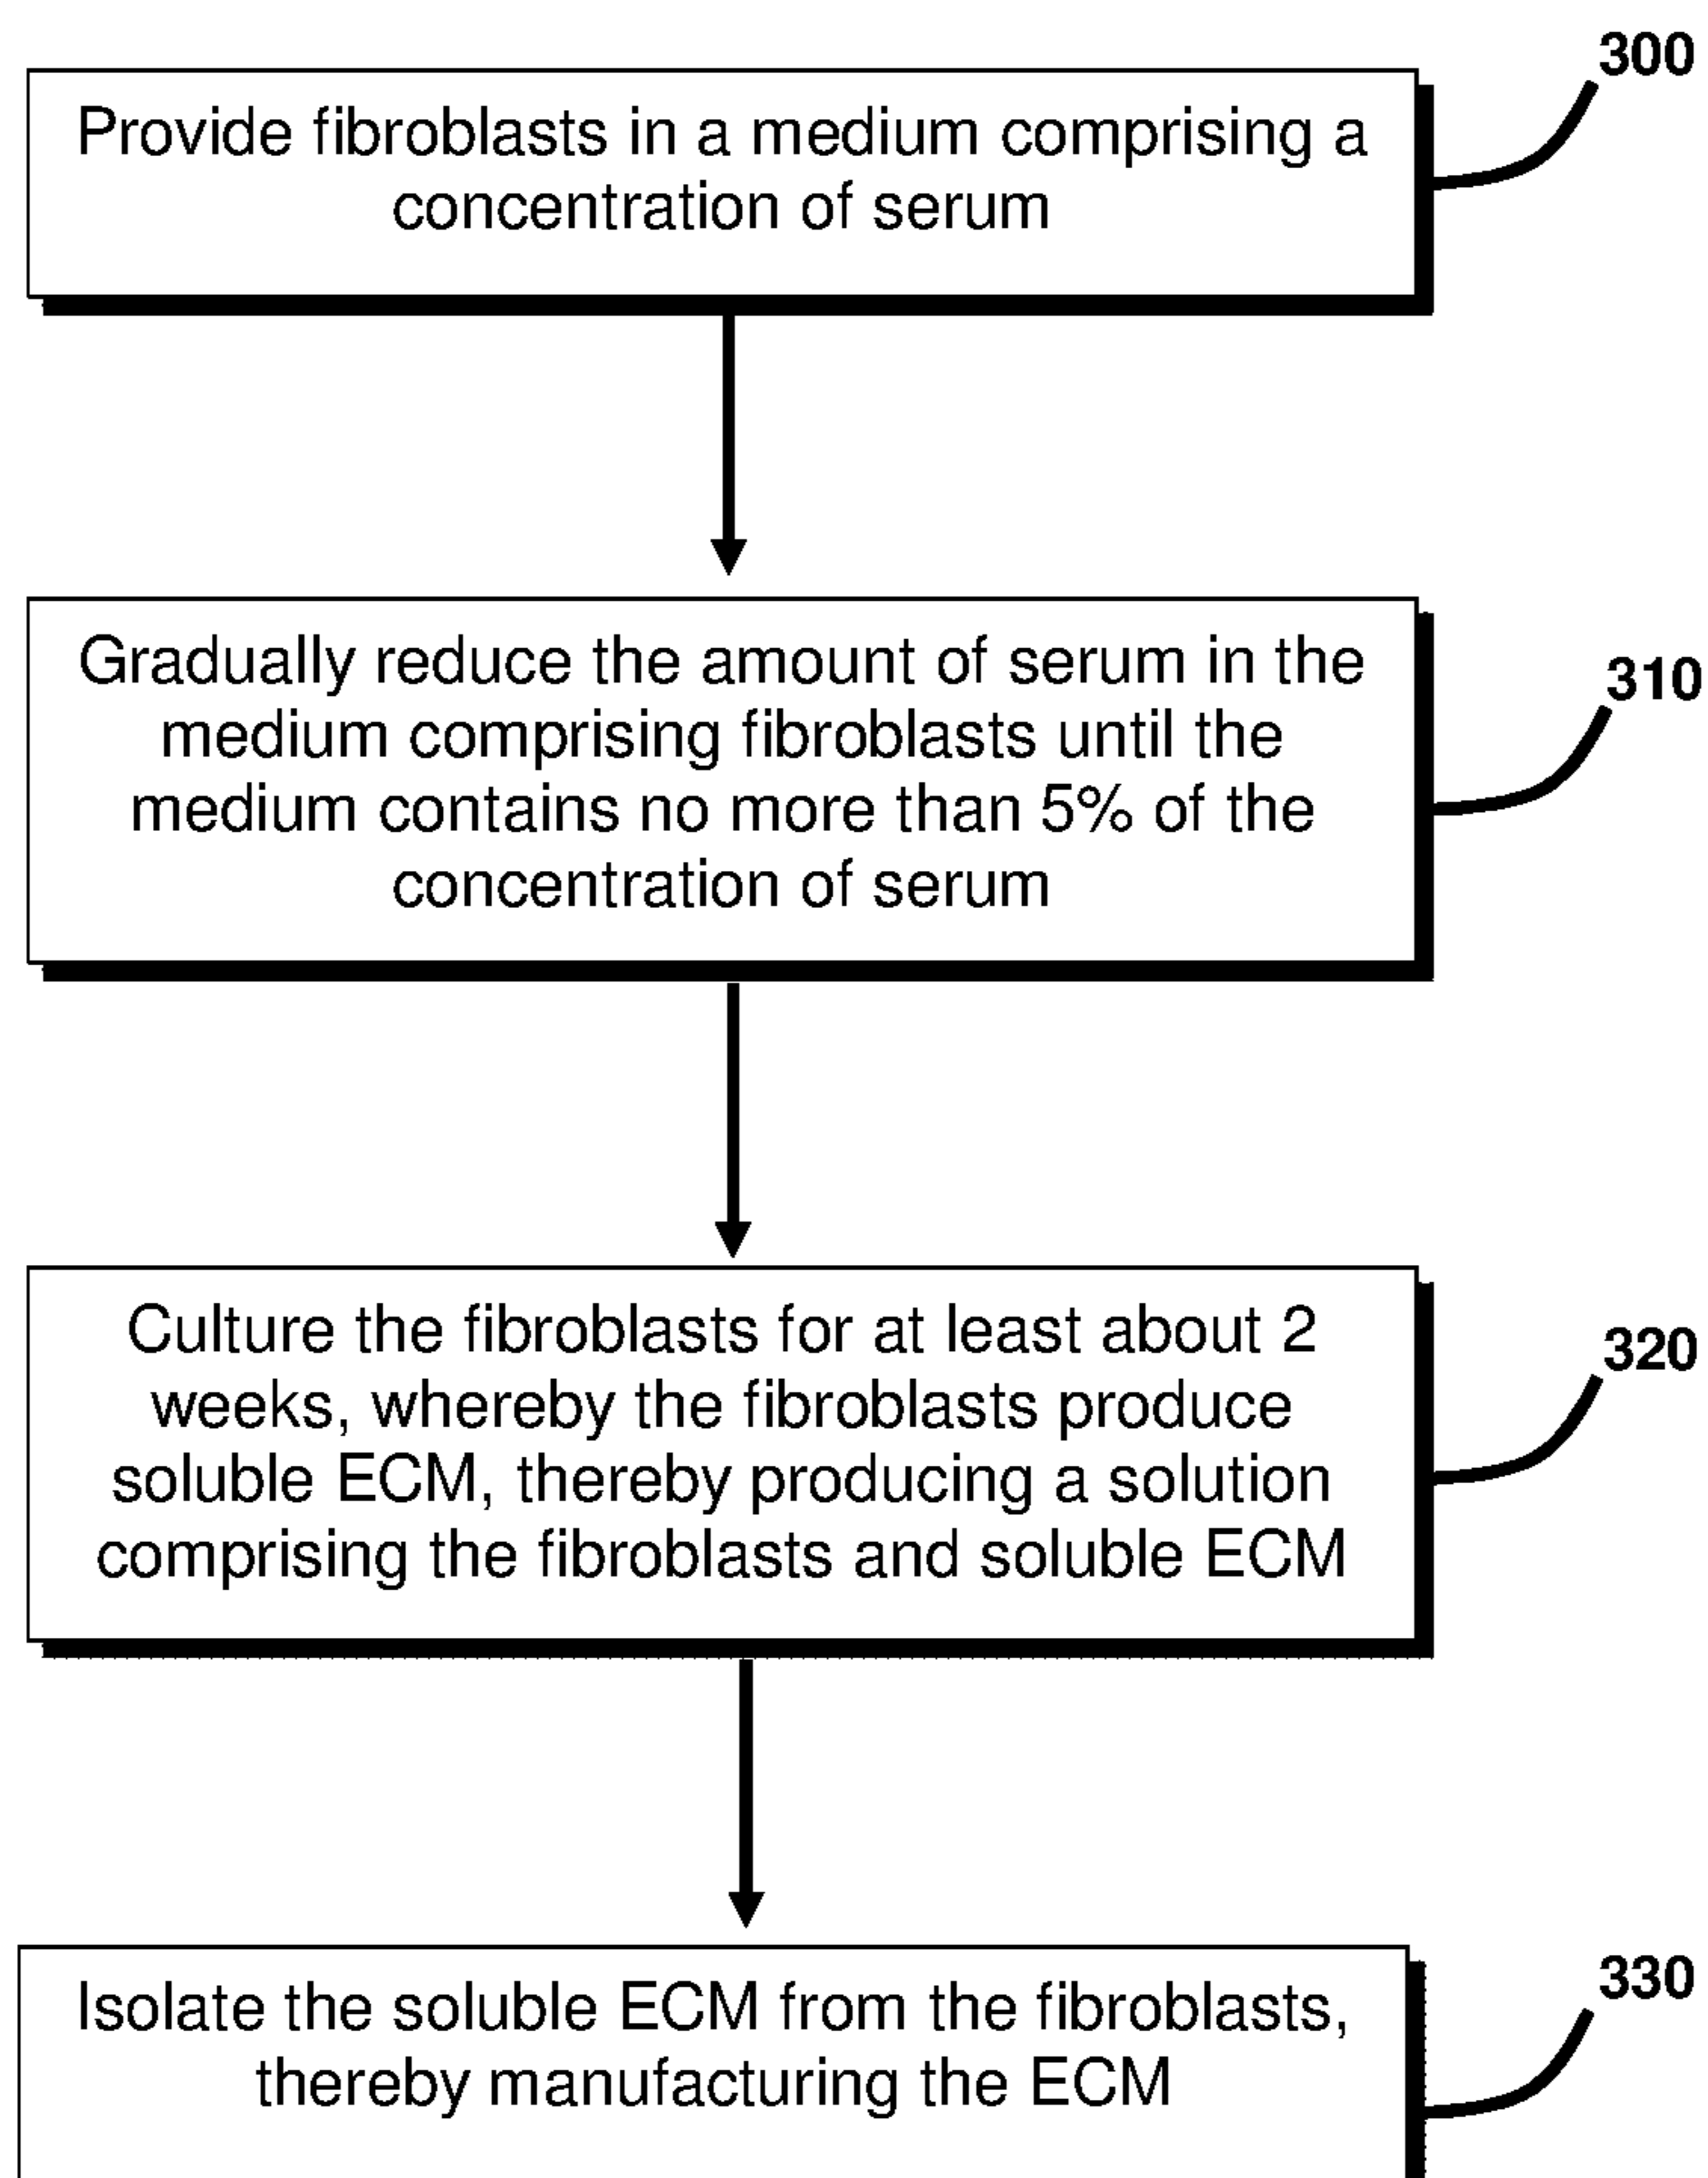 300
Provide fibroblasts in a medium comprising a
concentration of serum
310
Gradually reduce the amount of serum in the
medium comprising fibroblasts until the
medium contains no more than 5% of the
concentration of serum
320
Culture the fibroblasts for at least about 2
weeks, whereby the fibroblasts produce
soluble ECM, thereby producing a solution
comprising the fibroblasts and soluble ECM
330
Isolate the soluble ECM from the fibroblasts,
thereby manufacturing the ECM